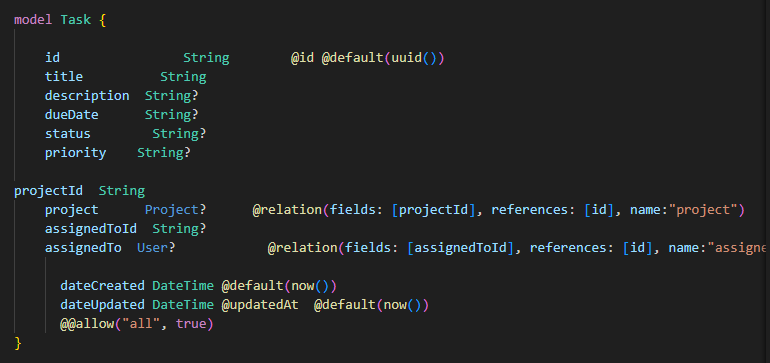 model Task {
id String @id @default(uuid())
title String
description String?
dueDate String?
status String?
priority String?
projectId String
project Project? @relation(fields: [projectId], references: [id], name:"project")
assignedToId String?
assignedTo User? @relation(fields: [assignedToId], references: [id], name:"assigne
dateCreated DateTime @default(now())
dateUpdated DateTime @updatedAt @default(now())
@@allow("all", true)
}